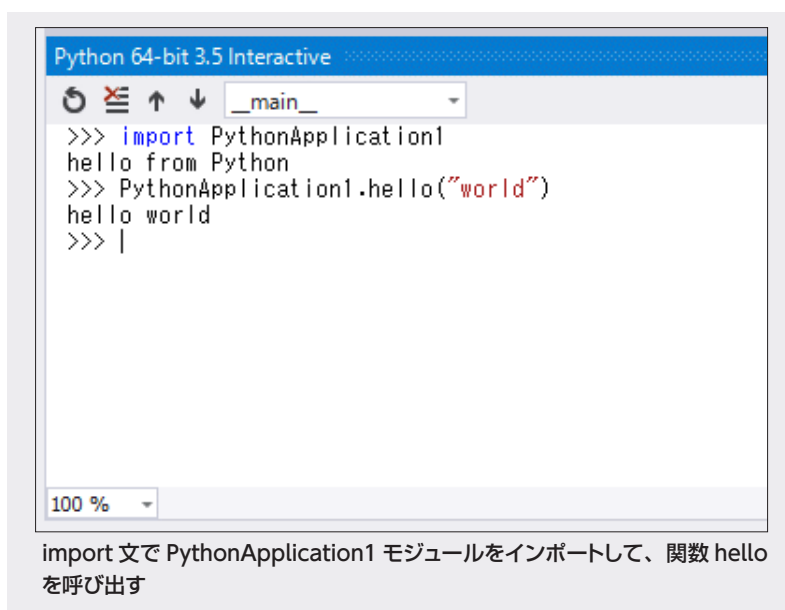 Python 64-bit 3.5 Interactive
__main__
>>> import PythonApplication1
hello from Python
>>> PythonApplication1.hello("world")
hello world
>>>
100 %
import 文で PythonApplication1 モジュールをインポートして、関数 hello
を呼び出す